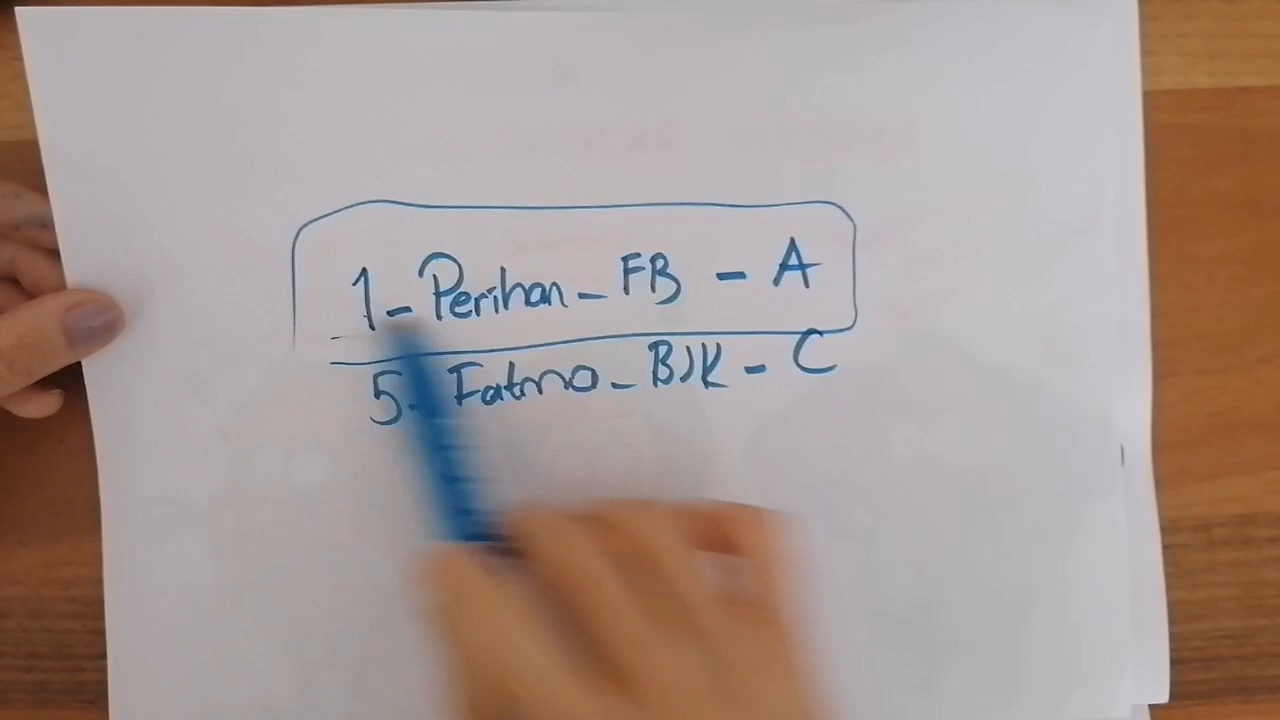 1- Perihan - FB - A
5- Fatma - BJK - C